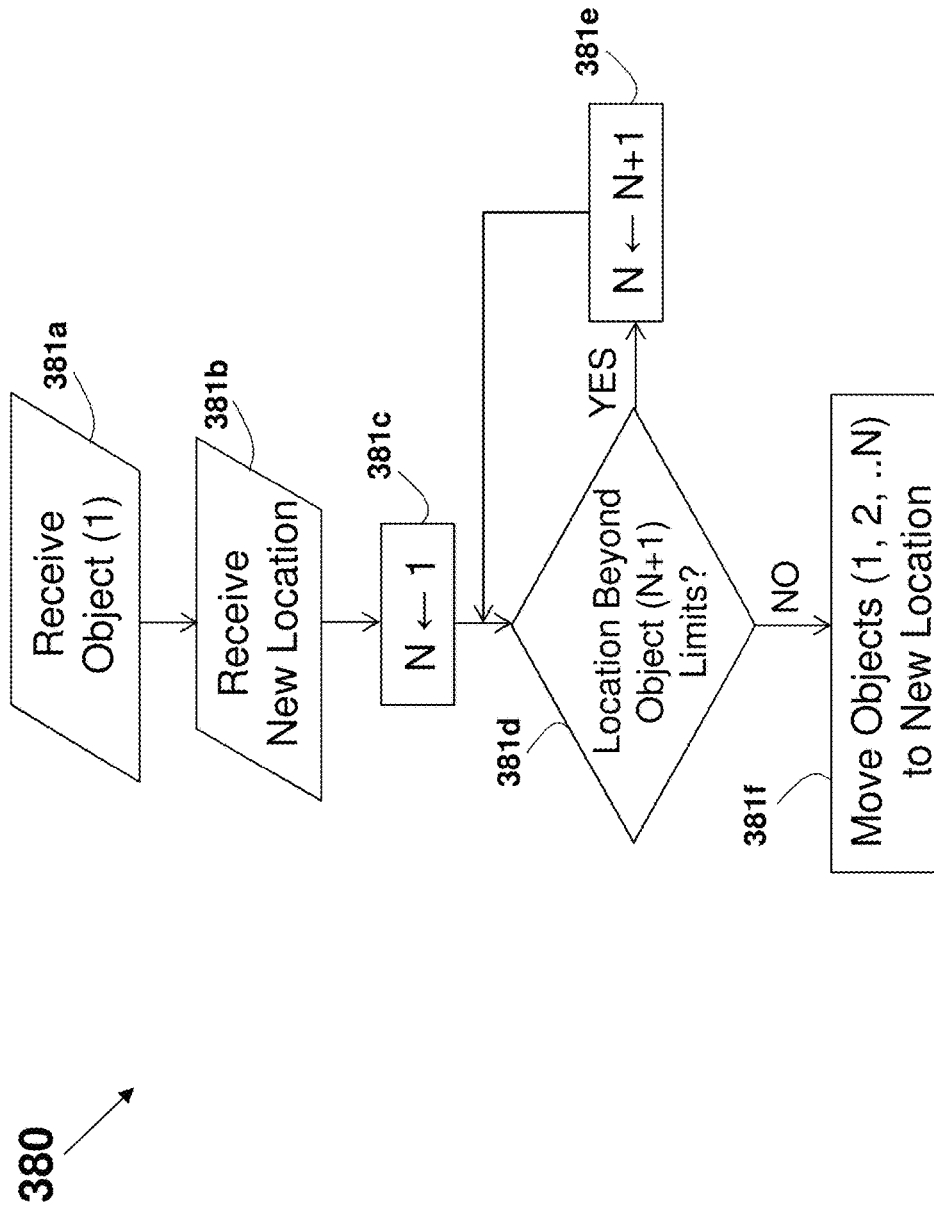 380
Receive
Object (1)
381a
Receive
New Location
381b
N ← 1
381c
Location Beyond
Object (N+1)
Limits?
381d
YES
N ← N+1
381e
NO
Move Objects (1, 2, ..N)
to New Location
381f